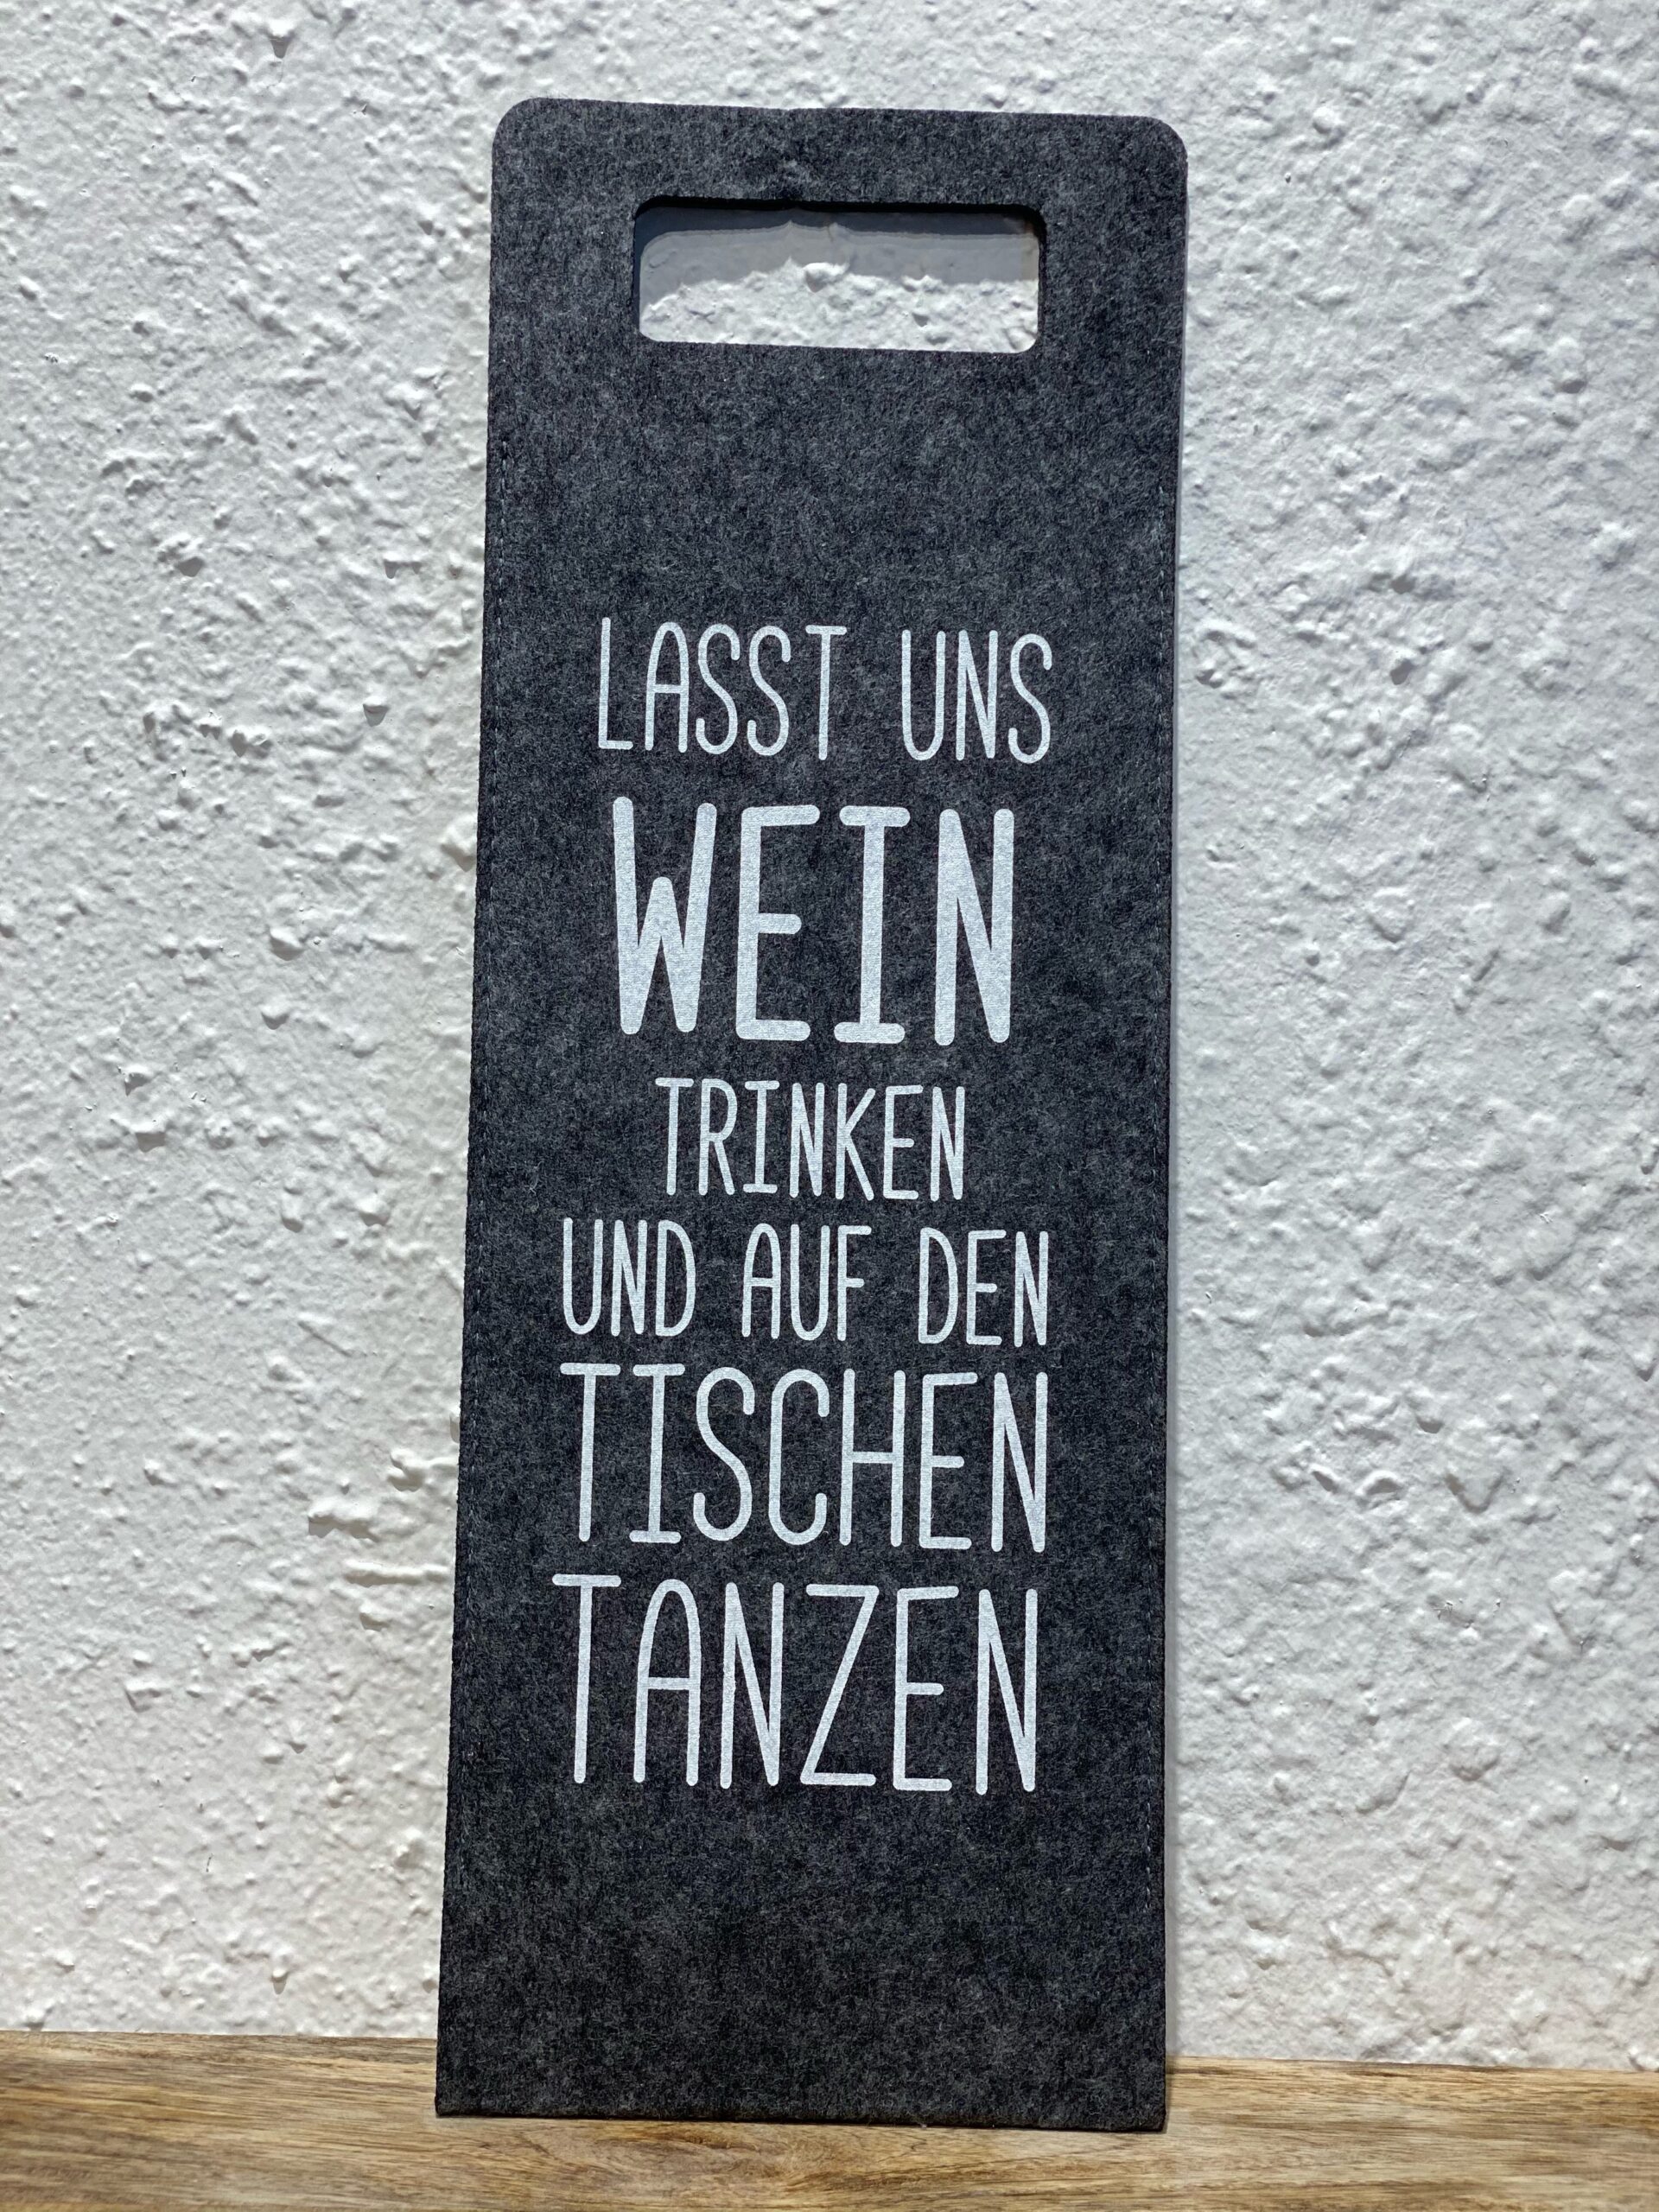 LASST UNS
WEIN
TRINKEN
UND AUF DEN
TISCHEN
TANZEN